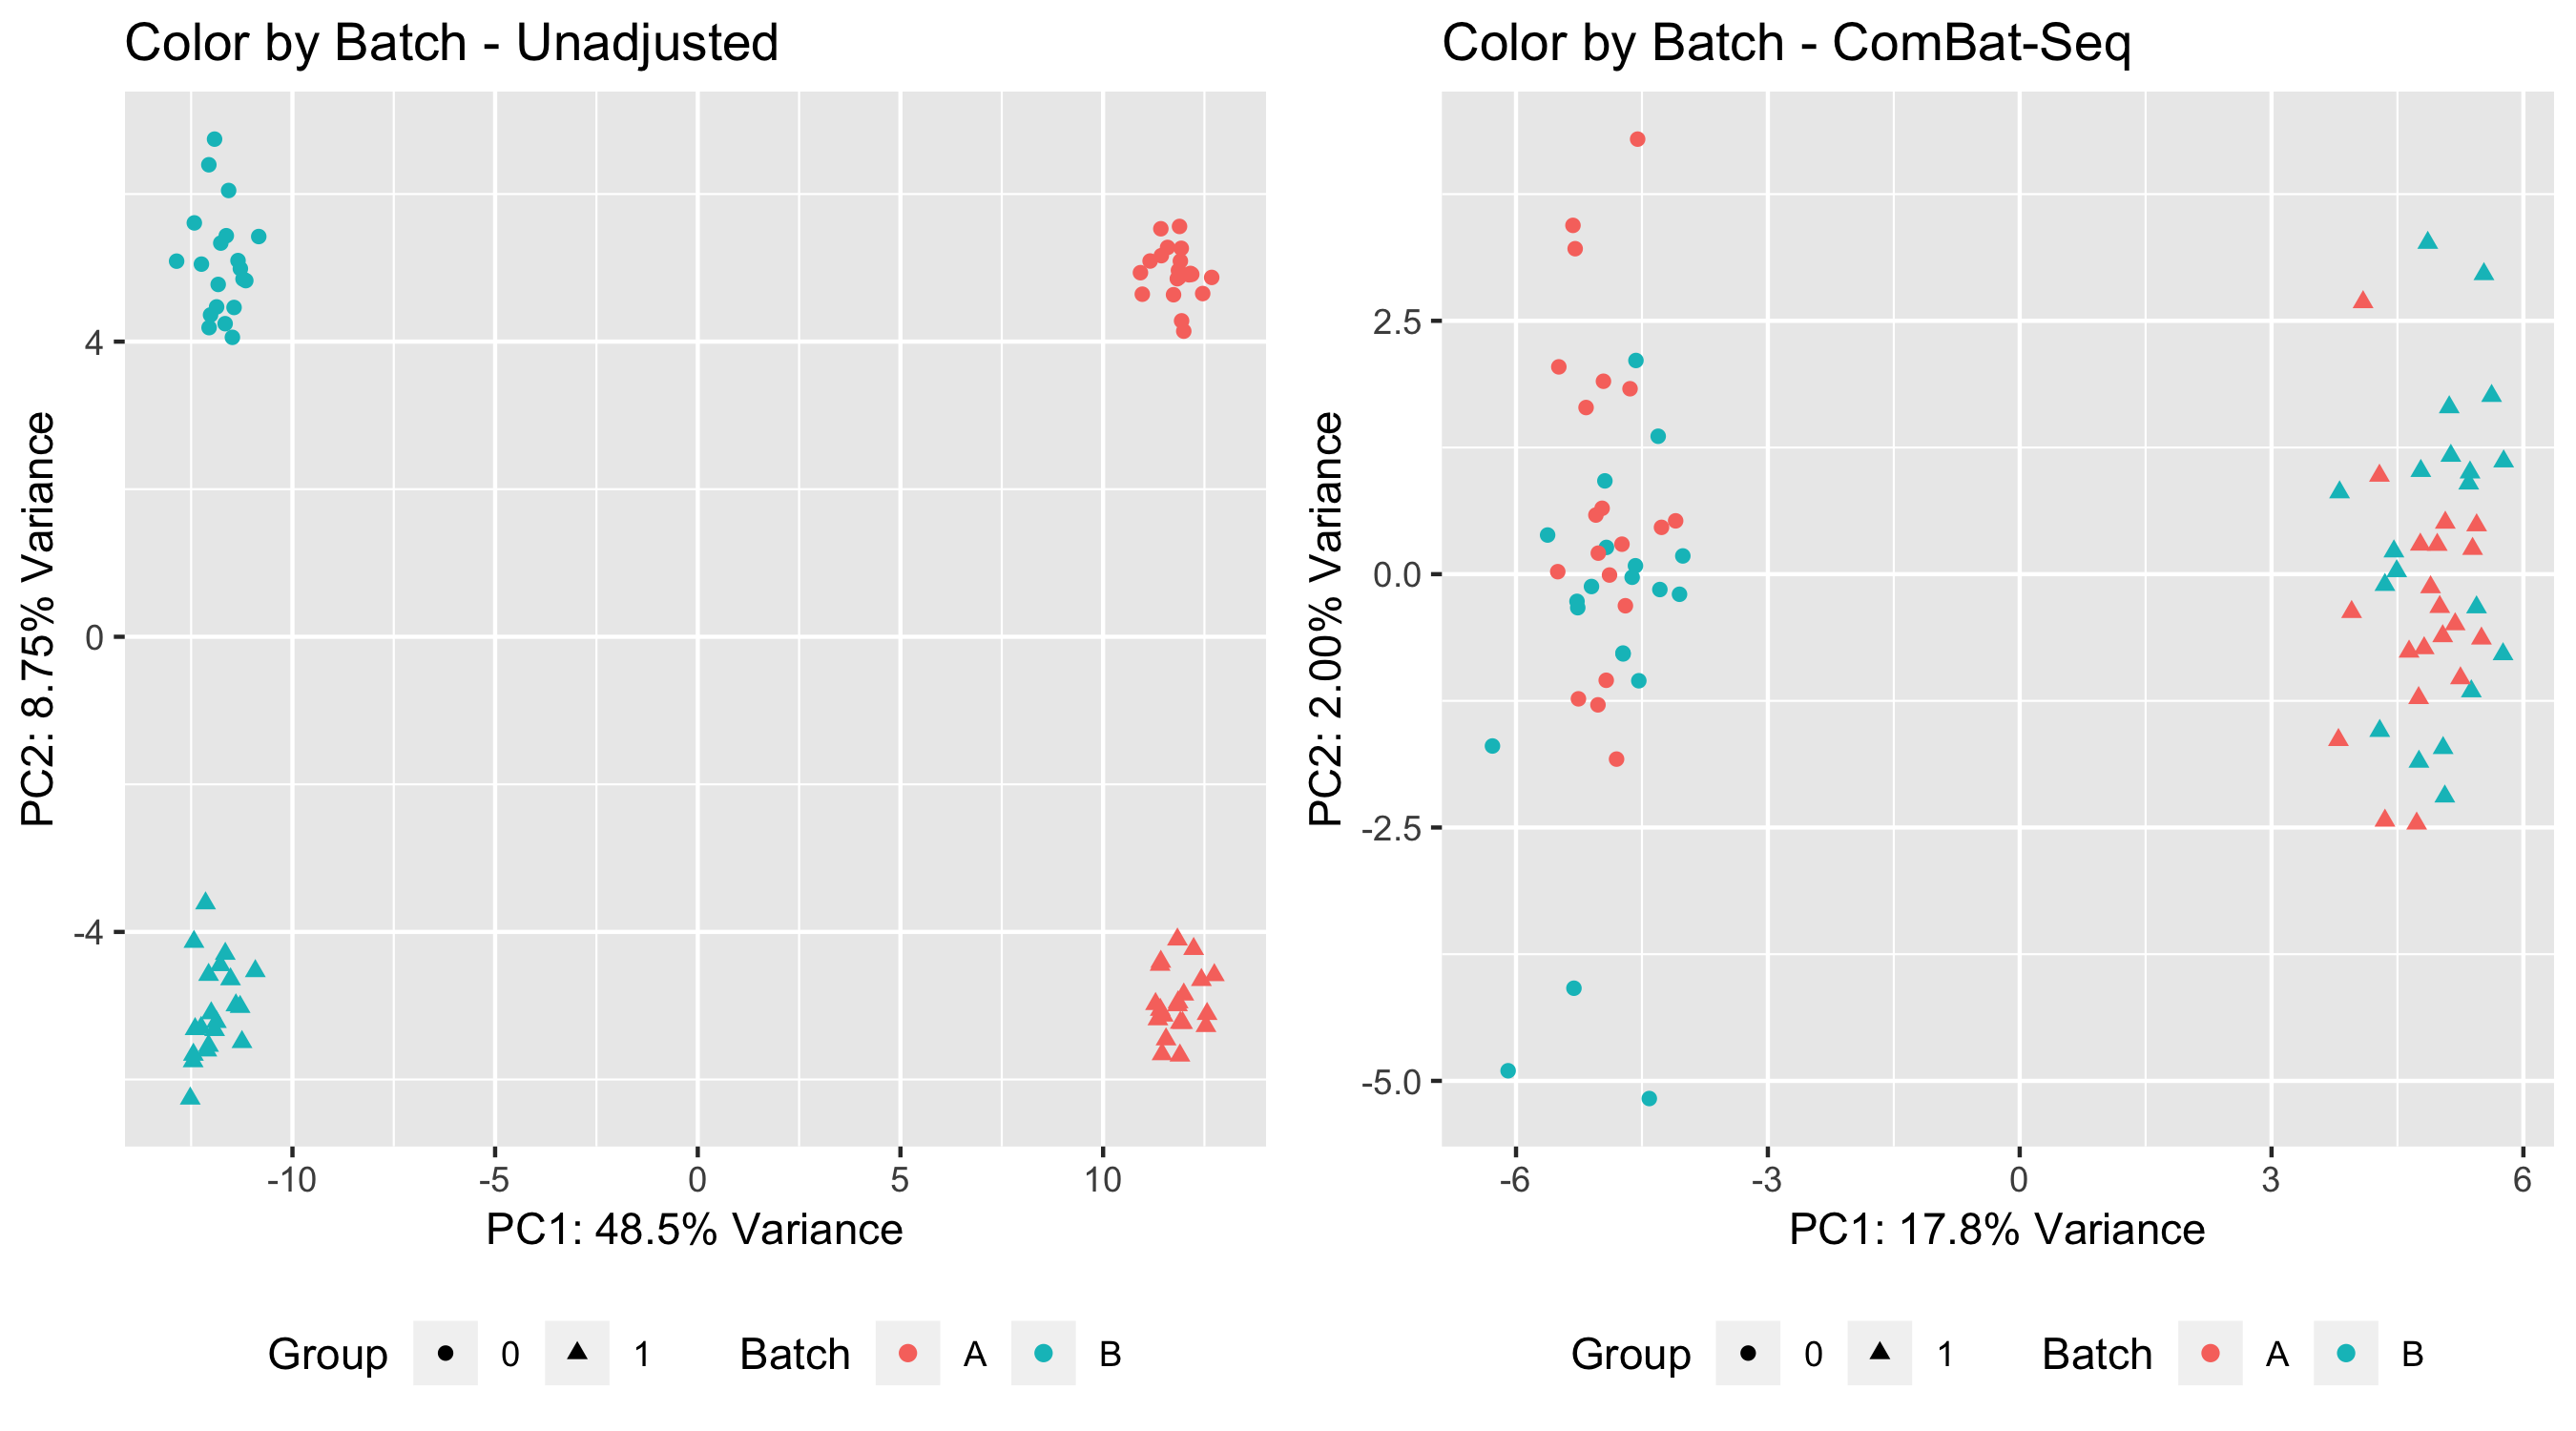 Color by Batch - Unadjusted
PC2: 8.75% Variance
4
0
-4
-10 -5 0 5 10
PC1: 48.5% Variance
Group 0 1 Batch A B
Color by Batch - ComBat-Seq
PC2: 2.00% Variance
2.5
0.0
-2.5
-5.0
-6 -3 0 3 6
PC1: 17.8% Variance
Group 0 1 Batch A B